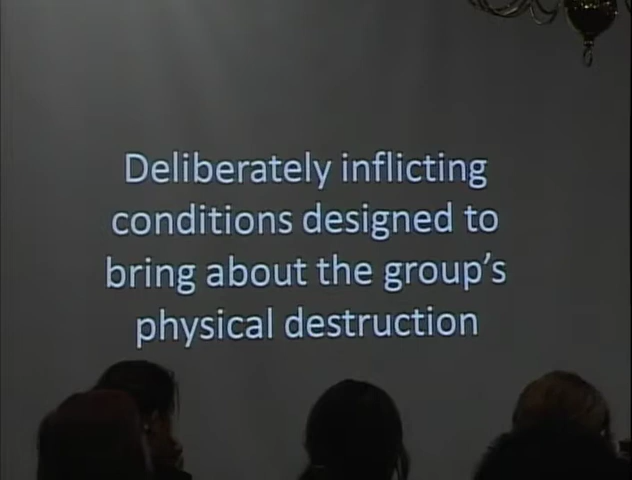 Deliberately inflicting
conditions designed to
bring about the group's
physical destruction